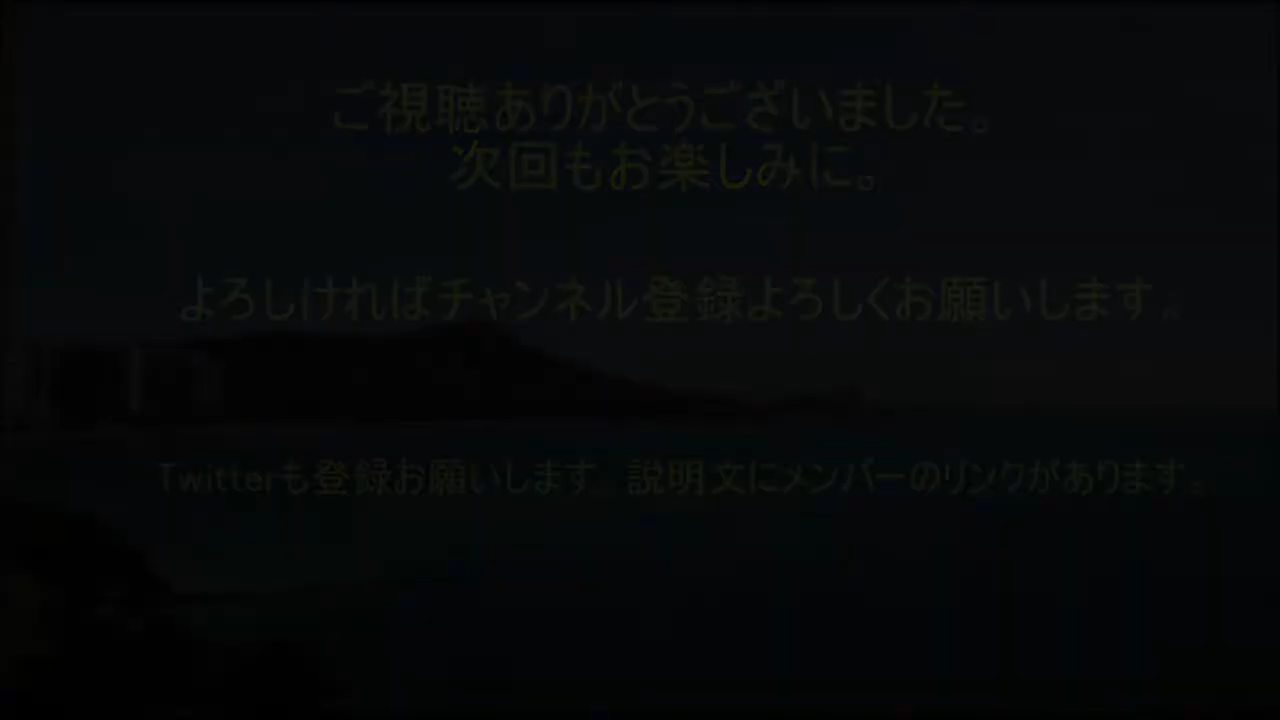 ご視聴ありがとうございました。
次回もお楽しみに。
よろしければチャンネル登録よろしくお願いします。
Twitterも登録お願いします。説明文にメンバーのリンクがあります。